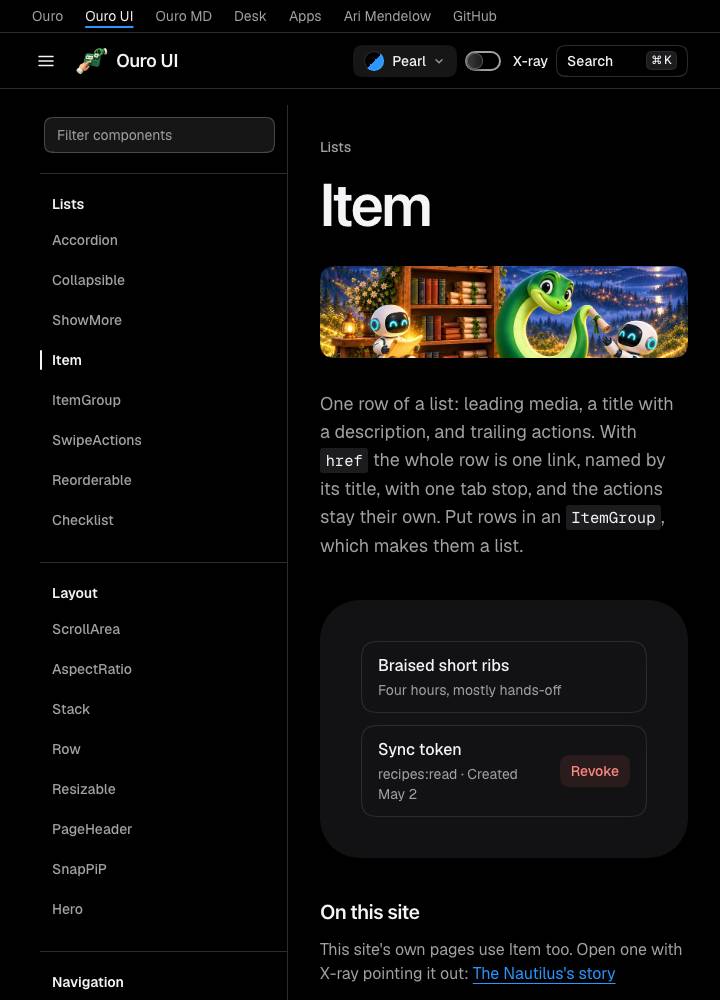 Ouro Ouro UI Ouro MD Desk Apps Ari Mendelow GitHub
Ouro UI Pearl X-ray Search ⌘ K
Filter components
Lists
Accordion
Collapsible
ShowMore
Item
ItemGroup
SwipeActions
Reorderable
Checklist
Layout
ScrollArea
AspectRatio
Stack
Row
Resizable
PageHeader
SnapPiP
Hero
Navigation
Lists
Item
One row of a list: leading media, a title with
a description, and trailing actions. With
href the whole row is one link, named by
its title, with one tab stop, and the actions
stay their own. Put rows in an ItemGroup,
which makes them a list.
Braised short ribs
Four hours, mostly hands-off
Sync token
recipes:read · Created
May 2
Revoke
On this site
This site's own pages use Item too. Open one with
X-ray pointing it out: The Nautilus's story